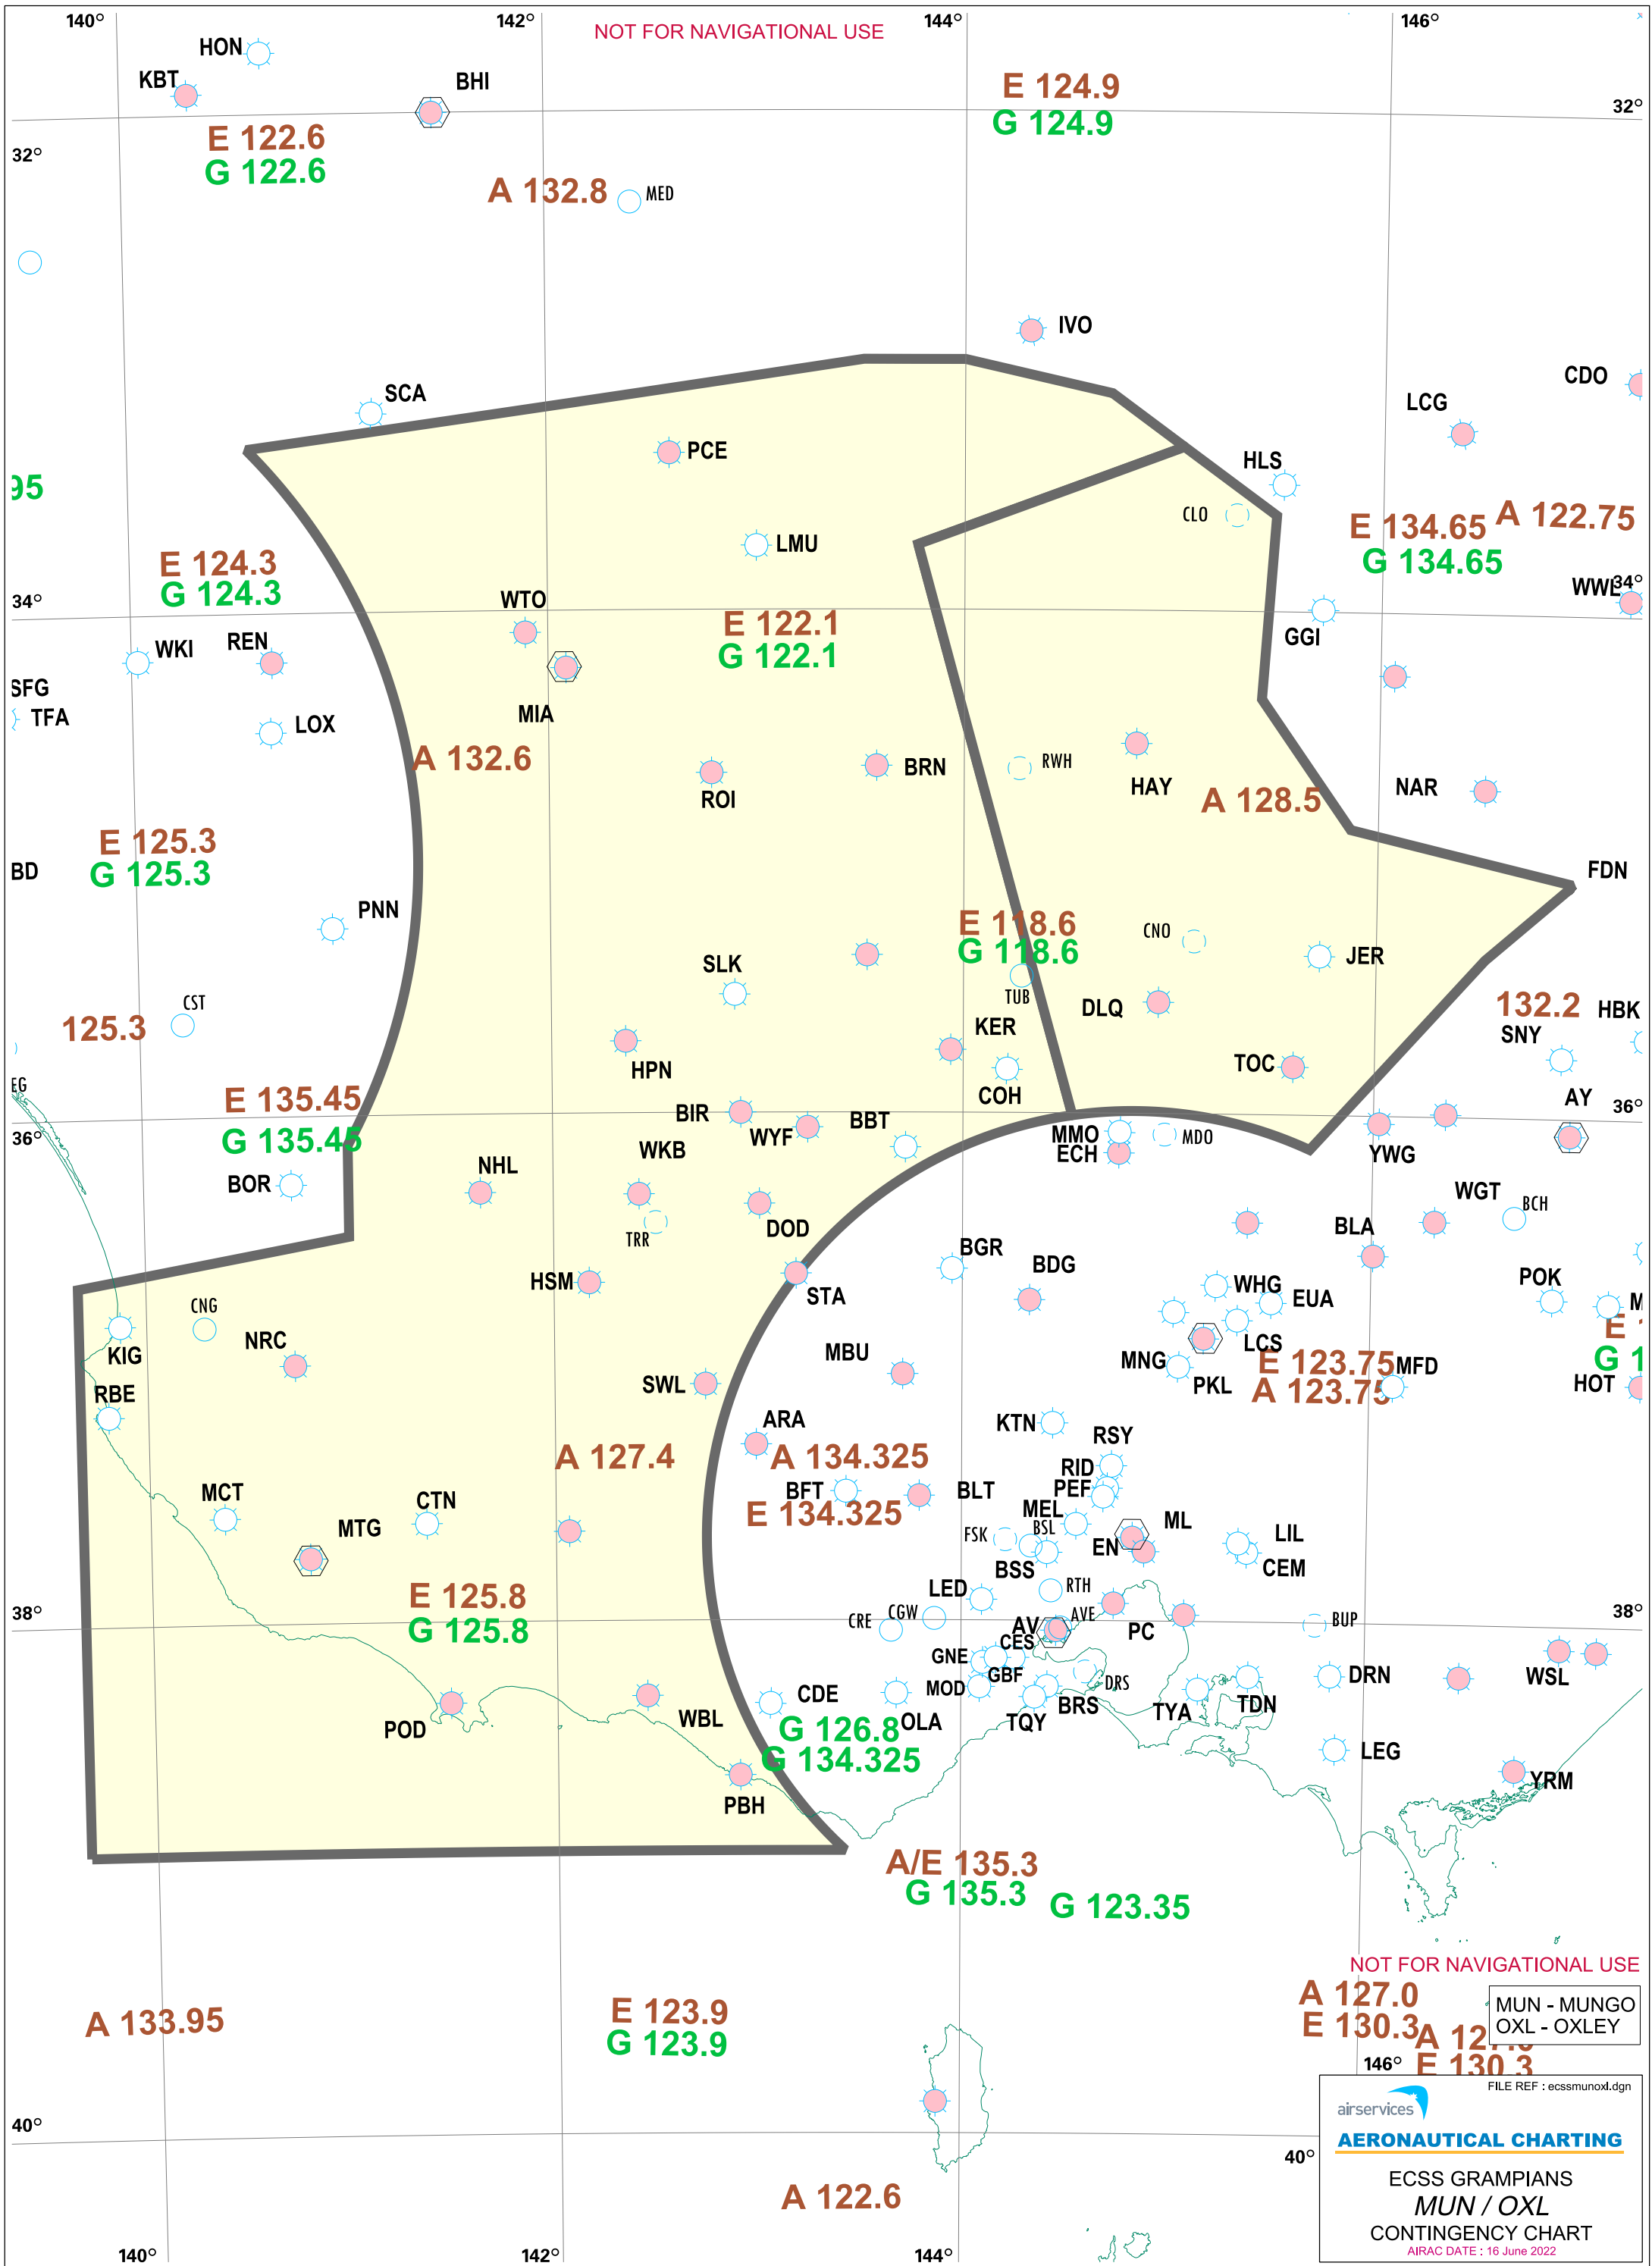 140°
142°
144°
146°
NOT FOR NAVIGATIONAL USE
HON
KBT
BHI
E 124.9
G 124.9
32°
32°
E 122.6
G 122.6
A 132.8
MED
IVO
CDO
SCA
LCG
PCE
HLS
95
CLO
E 134.65
A 122.75
G 134.65
LMU
E 124.3
G 124.3
34°
34°
WTO
WWL
E 122.1
G 122.1
GGI
WKI
REN
SFG
TFA
MIA
LOX
A 132.6
RWH
BRN
HAY
ROI
A 128.5
NAR
E 125.3
G 125.3
BD
FDN
PNN
E 118.6
G 118.6
CNO
JER
SLK
TUB
CST
125.3
DLQ
132.2
HBK
KER
SNY
HPN
COH
TOC
EG
E 135.45
G 135.45
36°
36°
BIR
WYF
BBT
AY
MMO
MDO
ECH
YWG
WKB
NHL
BOR
WGT
BCH
TRR
DOD
BLA
BGR
BDG
HSM
STA
WHG
EUA
POK
M
CNG
KIG
NRC
LCS
E 123.75
A 123.75
MBU
MNG
PKL
MFD
HOT
G 1
RBE
SWL
ARA
KTN
RSY
A 134.325
A 127.4
RID
PEF
BFT
BLT
E 134.325
MCT
CTN
MEL
ML
MTG
FSK
BSL
EN
LIL
BSS
CEM
E 125.8
G 125.8
LED
RTH
38°
38°
CRE
CGW
AV
AVE
PC
BUP
CES
GNE
GBF
DRS
DRN
WSL
MOD
CDE
OLA
TQY
BRS
TYA
TDN
POD
WBL
G 126.8
G 134.325
LEG
YRM
PBH
A/E 135.3
G 135.3
G 123.35
NOT FOR NAVIGATIONAL USE
A 127.0
E 130.3
MUN - MUNGO
OXL - OXLEY
A 133.95
E 123.9
G 123.9
E 130.3
146°
FILE REF : ecssmunoxl.dgn
airservices
AERONAUTICAL CHARTING
40°
40°
ECSS GRAMPIANS
MUN / OXL
CONTINGENCY CHART
AIRAC DATE : 16 June 2022
A 122.6
140°
142°
144°